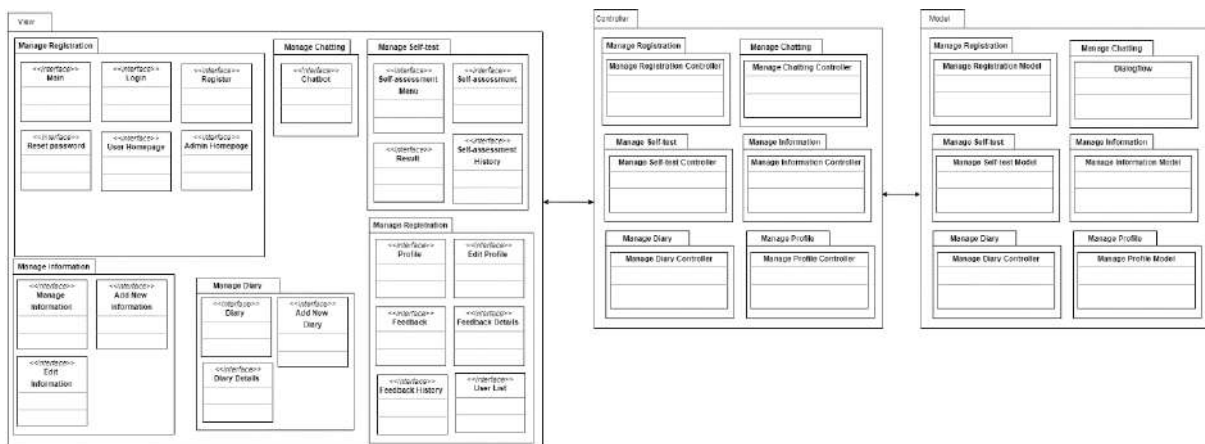 View
Manage Registration
<<interface>>
Main
<<interface>>
Login
<<interface>>
Register
<<interface>>
Reset password
<<interface>>
User Homepage
<<interface>>
Admin Homepage
Manage Chatting
<<interface>>
Chatbot
Manage Self-test
<<interface>>
Self-assessment
Menu
<<interface>>
Self-assessment
<<interface>>
Result
<<interface>>
Self-assessment
History
Manage Registration
<<interface>>
Profile
<<interface>>
Edit Profile
<<interface>>
Feedback
<<interface>>
Feedback Details
<<interface>>
Feedback History
<<interface>>
User List
Manage Information
<<interface>>
Manage
Information
<<interface>>
Add New
Information
<<interface>>
Edit
Information
Manage Diary
<<interface>>
Diary
<<interface>>
Add New
Diary
<<interface>>
Diary Details
Controller
Manage Registration
Manage Registration Controller
Manage Chatting
Manage Chatting Controller
Manage Self-test
Manage Self-test Controller
Manage Information
Manage Information Controller
Manage Diary
Manage Diary Controller
Manage Profile
Manage Profile Controller
Model
Manage Registration
Manage Registration Model
Manage Chatting
Dialogflow
Manage Self-test
Manage Self-test Model
Manage Information
Manage Information Model
Manage Diary
Manage Diary Controller
Manage Profile
Manage Profile Model